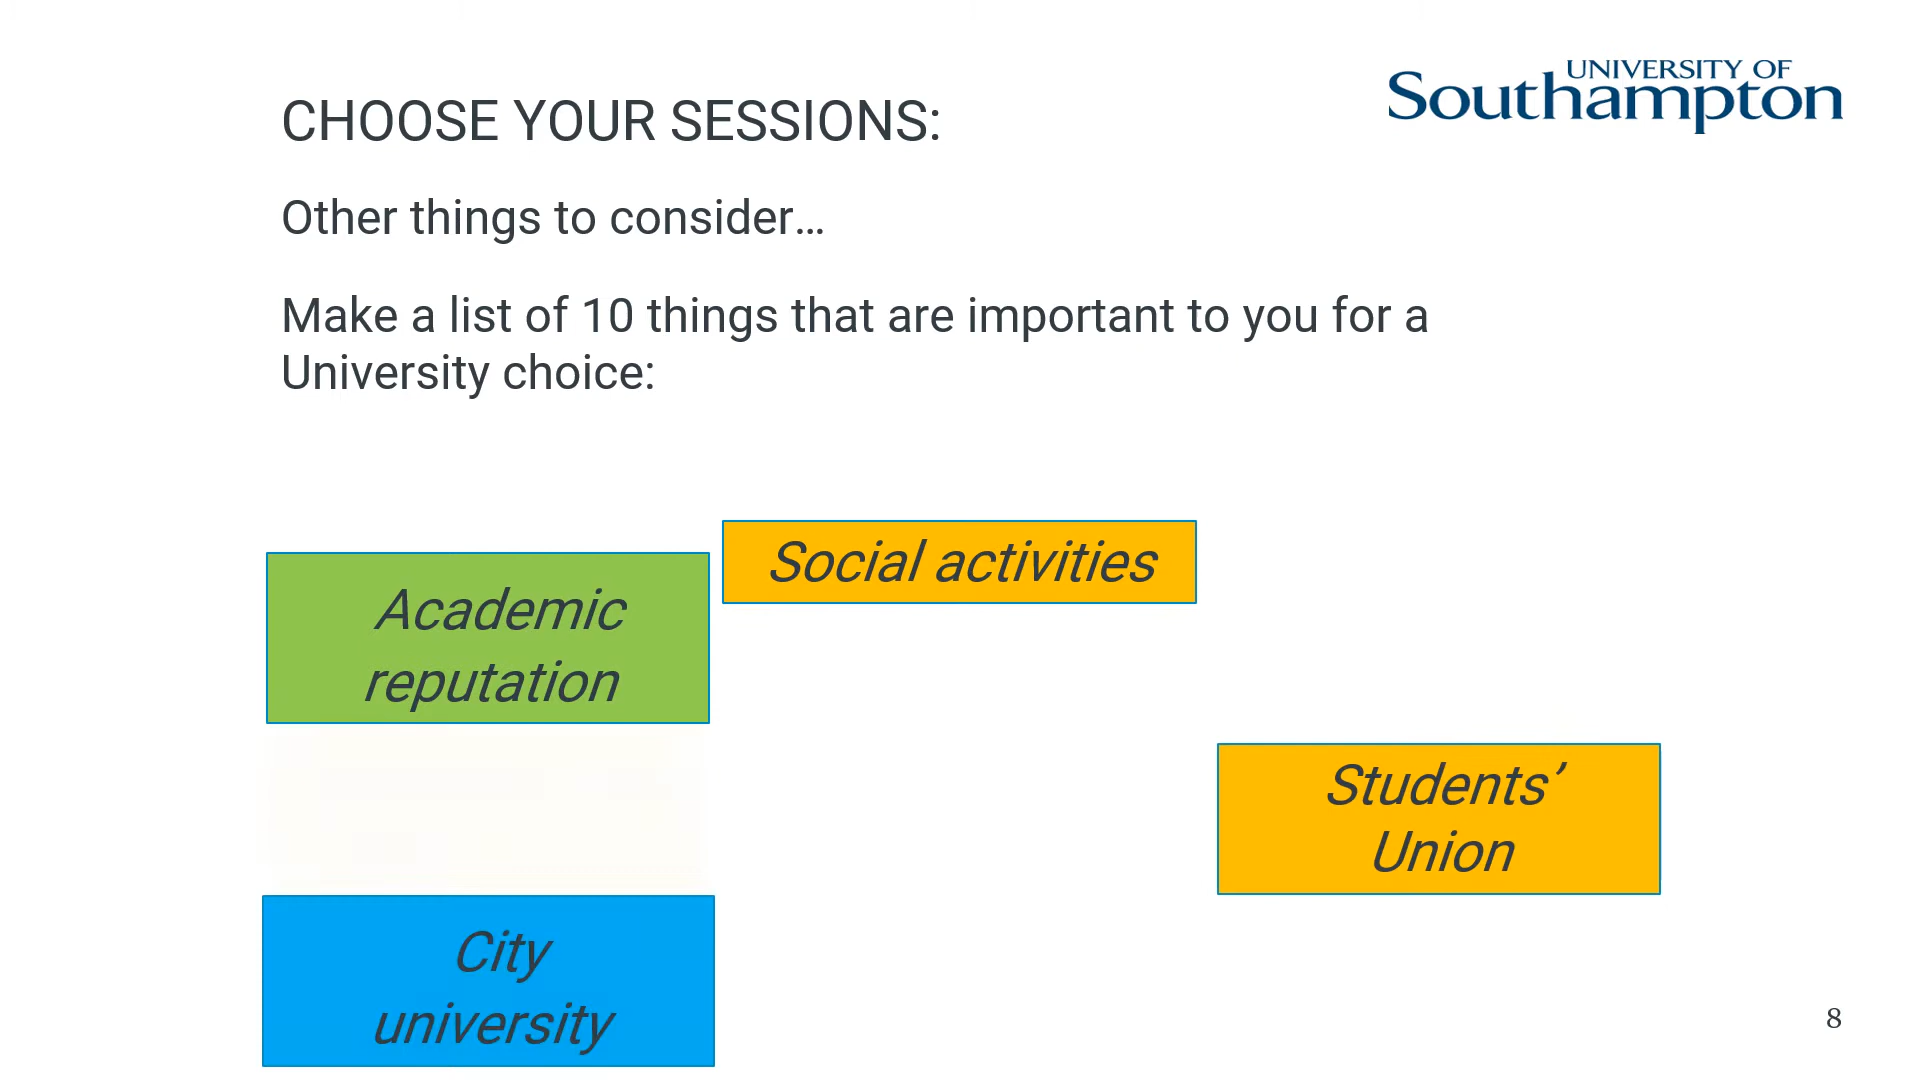 UNIVERSITY OF
Southampton
CHOOSE YOUR SESSIONS:
Other things to consider…
Make a list of 10 things that are important to you for a
University choice:
Social activities
Academic
reputation
Students’
Union
City
university
8